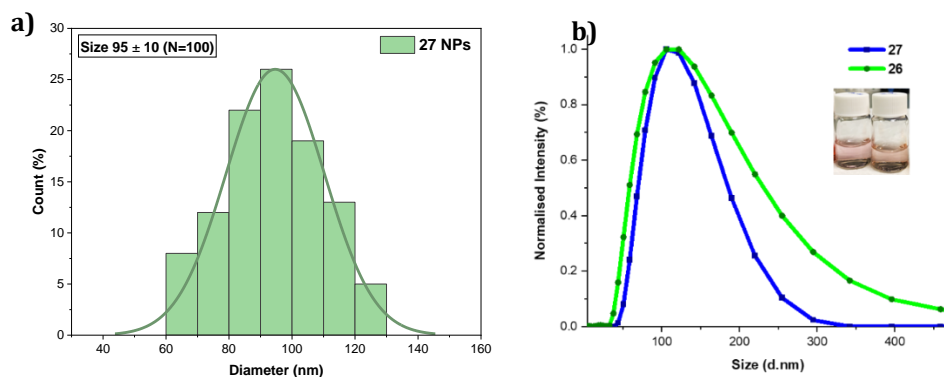 a)
Size 95 ± 10 (N=100)
27 NPs
Count (%)
30
25
20
15
10
5
0
40 60 80 100 120 140 160
Diameter (nm)
b)
27
26
Normalised Intensity (%)
1.0
0.8
0.6
0.4
0.2
0.0
100 200 300 400
Size (d.nm)